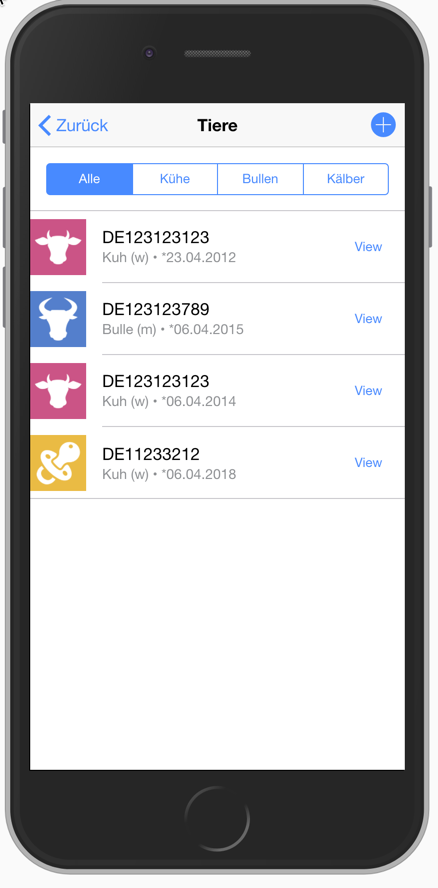 Zurück
Tiere
Alle
Kühe
Bullen
Kälber
DE123123123
Kuh (w) • *23.04.2012
View
DE123123789
Bulle (m) • *06.04.2015
View
DE123123123
Kuh (w) • *06.04.2014
View
DE11233212
Kuh (w) • *06.04.2018
View